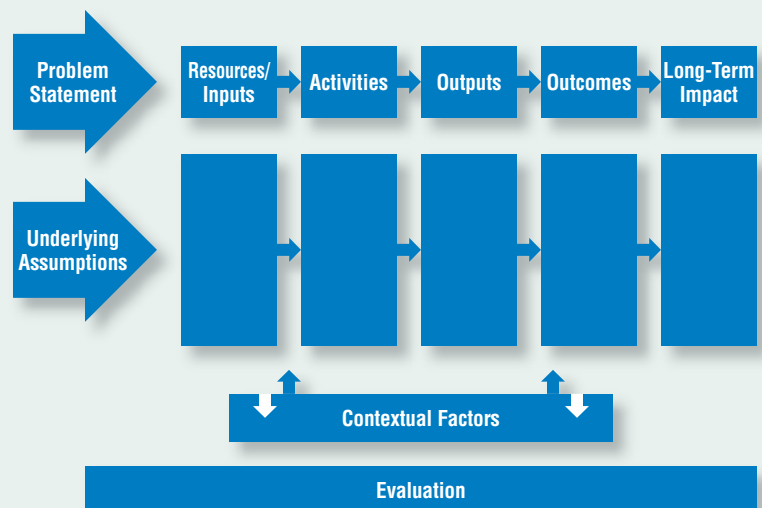 Problem
Statement
Resources/
Inputs
Activities
Outputs
Outcomes
Long-Term
Impact
Underlying
Assumptions
Contextual Factors
Evaluation